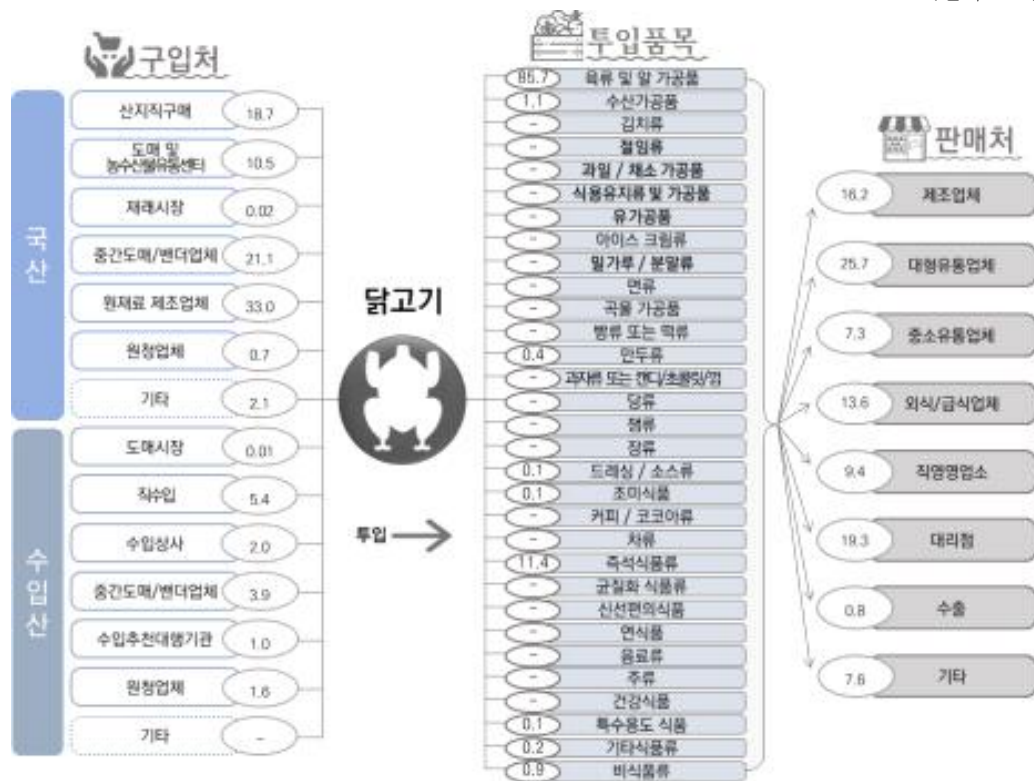 구입처
국산
산지직구매 18.7
도매 및
농수산물유통센터 10.5
재래시장 0.02
중간도매/밴더업체 21.1
원재료 제조업체 33.0
원청업체 0.7
기타 2.1
수입산
도매시장 0.01
직수입 5.4
수입상사 2.0
중간도매/밴더업체 3.9
수입추천대행기관 1.0
원청업체 1.6
기타 -
닭고기
투입
투입품목
85.7 육류 및 알 가공품
1.1 수산가공품
- 김치류
- 절임류
- 과일 / 채소 가공품
- 식용유지류 및 가공품
- 유가공품
- 아이스 크림류
- 밀가루 / 분말류
- 면류
- 곡물 가공품
- 빵류 또는 떡류
0.4 만두류
- 과자류 또는 캔디/초콜릿/껌
- 당류
- 잼류
- 장류
0.1 드레싱 / 소스류
0.1 조미식품
- 커피 / 코코아류
- 차류
11.4 즉석식품류
- 균질화 식품류
- 신선편의식품
- 연식품
- 음료류
- 주류
- 건강식품
0.1 특수용도 식품
0.2 기타식품류
0.9 비식품류
판매처
16.2 제조업체
25.7 대형유통업체
7.3 중소유통업체
13.6 외식/급식업체
9.4 직영영업소
19.3 대리점
0.8 수출
7.6 기타